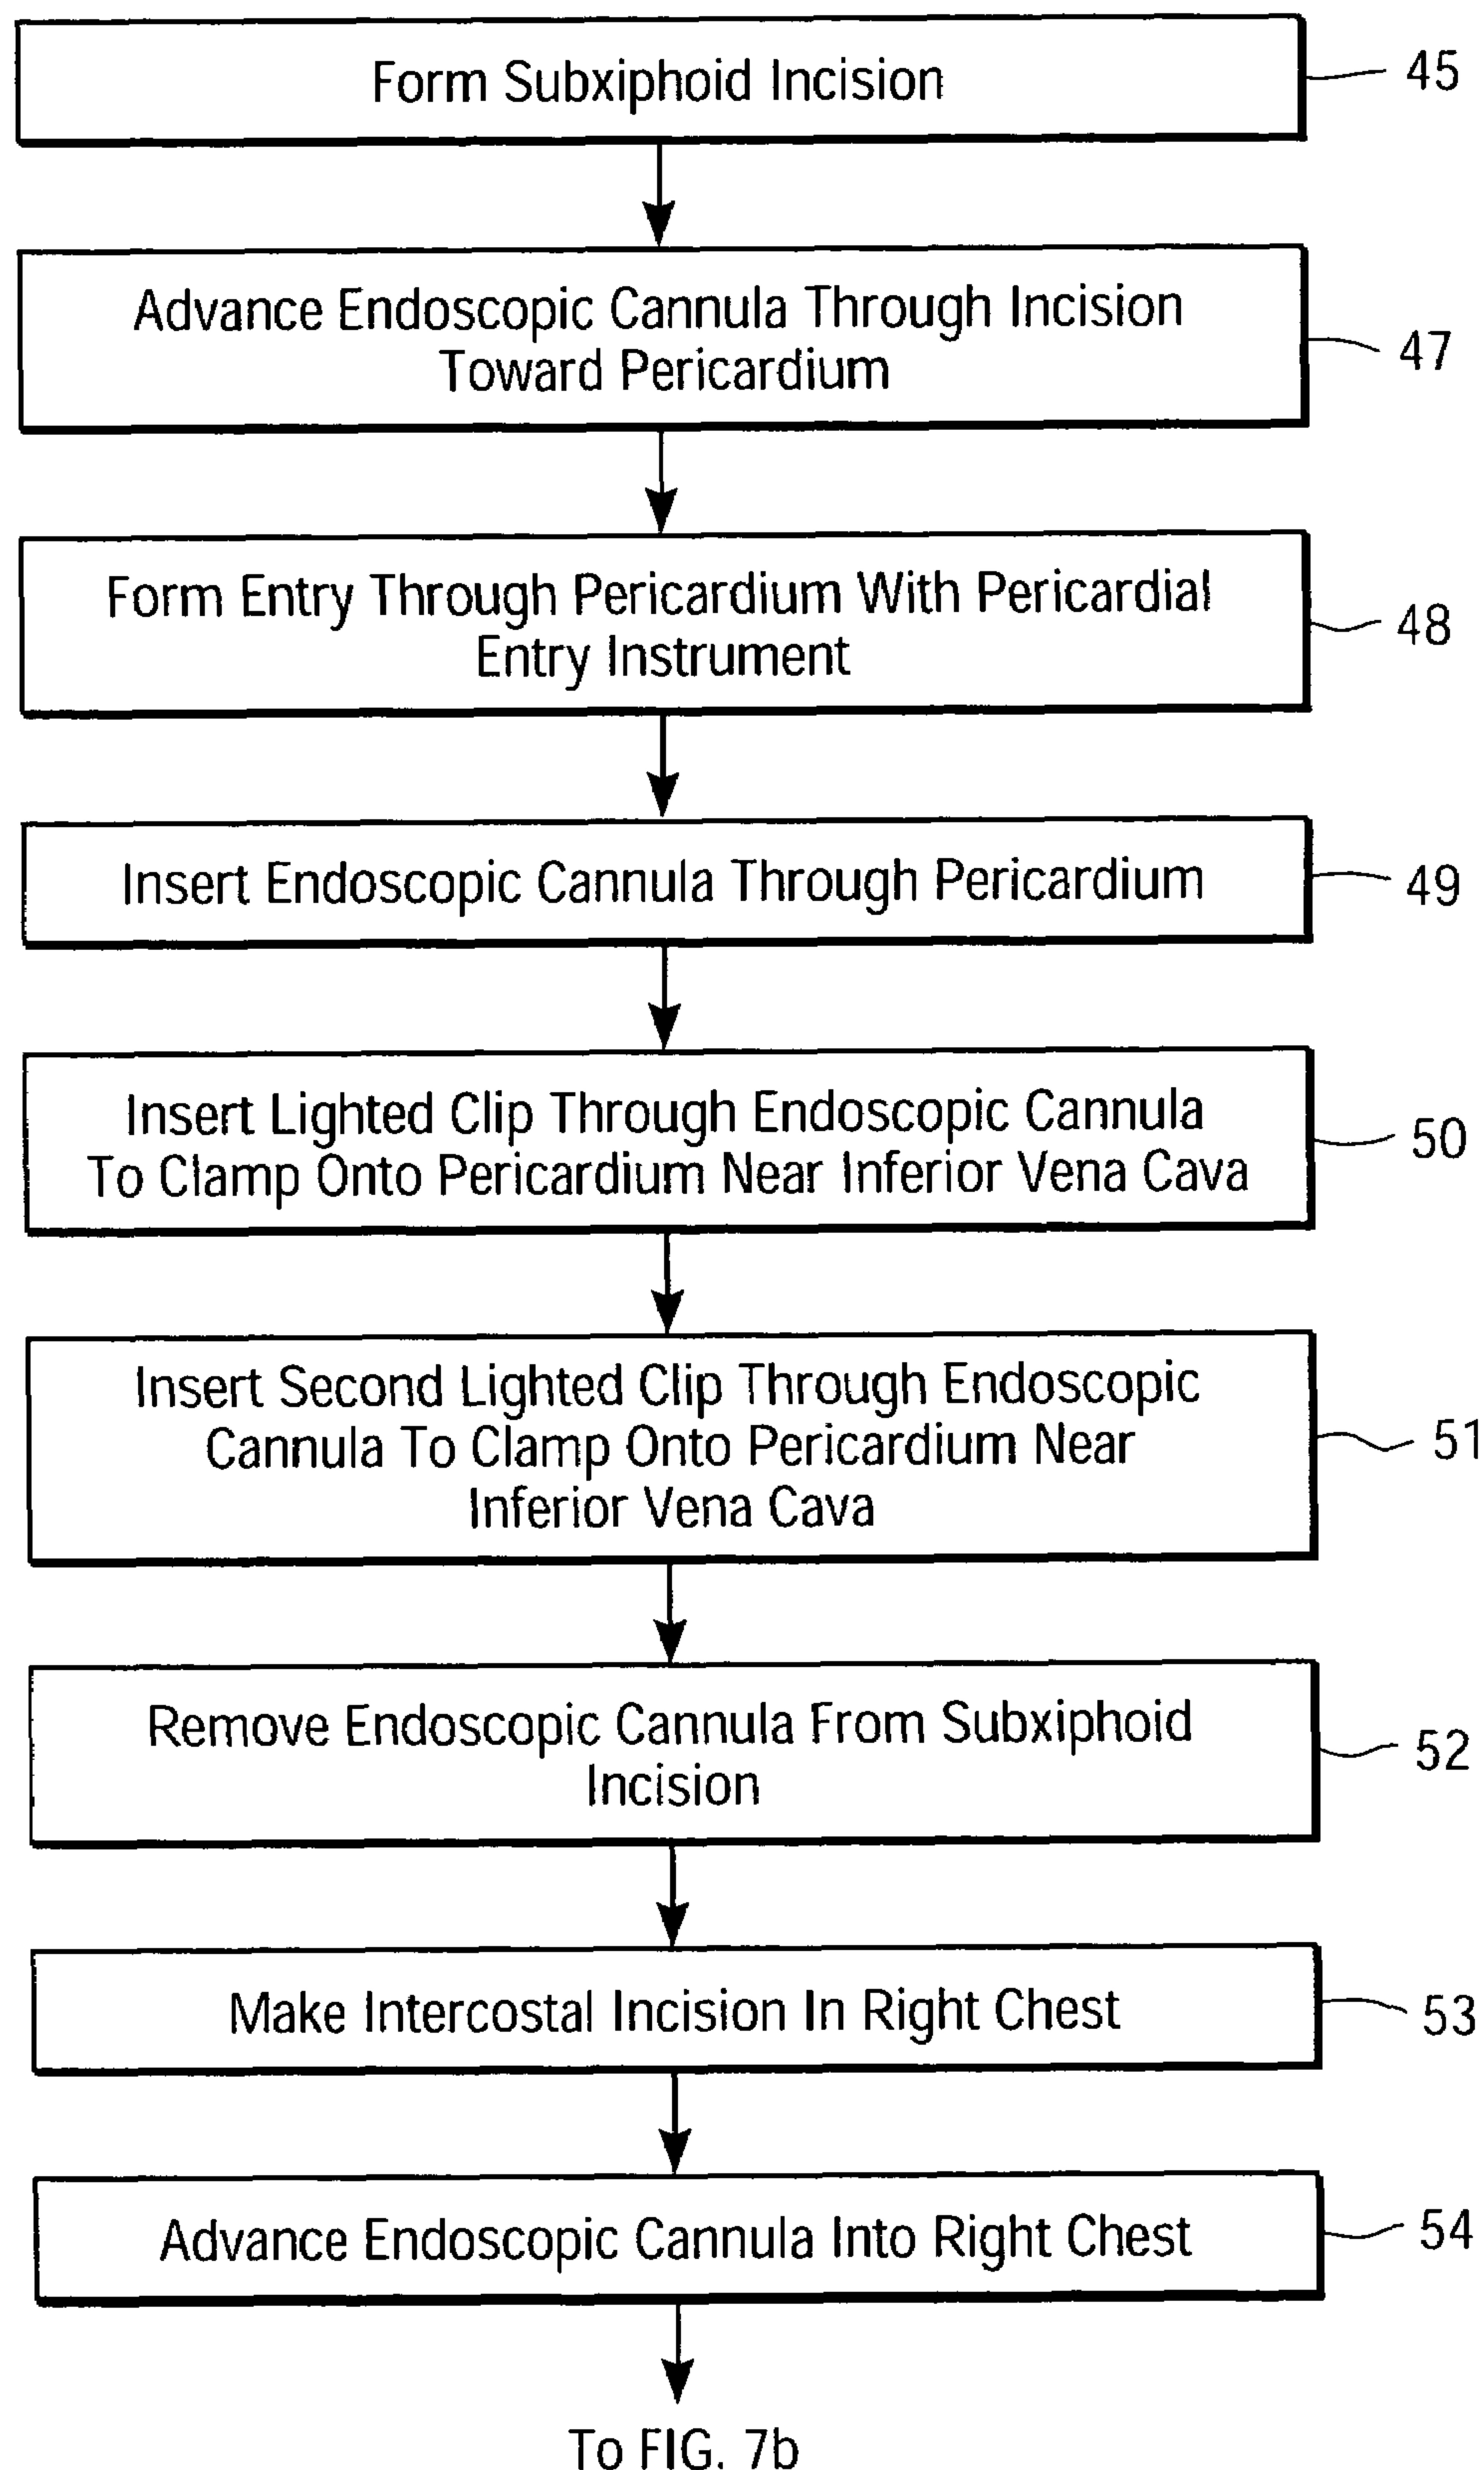 Form Subxiphoid Incision
45
Advance Endoscopic Cannula Through Incision
Toward Pericardium
47
Form Entry Through Pericardium With Pericardial
Entry Instrument
48
Insert Endoscopic Cannula Through Pericardium
49
Insert Lighted Clip Through Endoscopic Cannula
To Clamp Onto Pericardium Near Inferior Vena Cava
50
Insert Second Lighted Clip Through Endoscopic
Cannula To Clamp Onto Pericardium Near
Inferior Vena Cava
51
Remove Endoscopic Cannula From Subxiphoid
Incision
52
Make Intercostal Incision In Right Chest
53
Advance Endoscopic Cannula Into Right Chest
54
To FIG. 7b